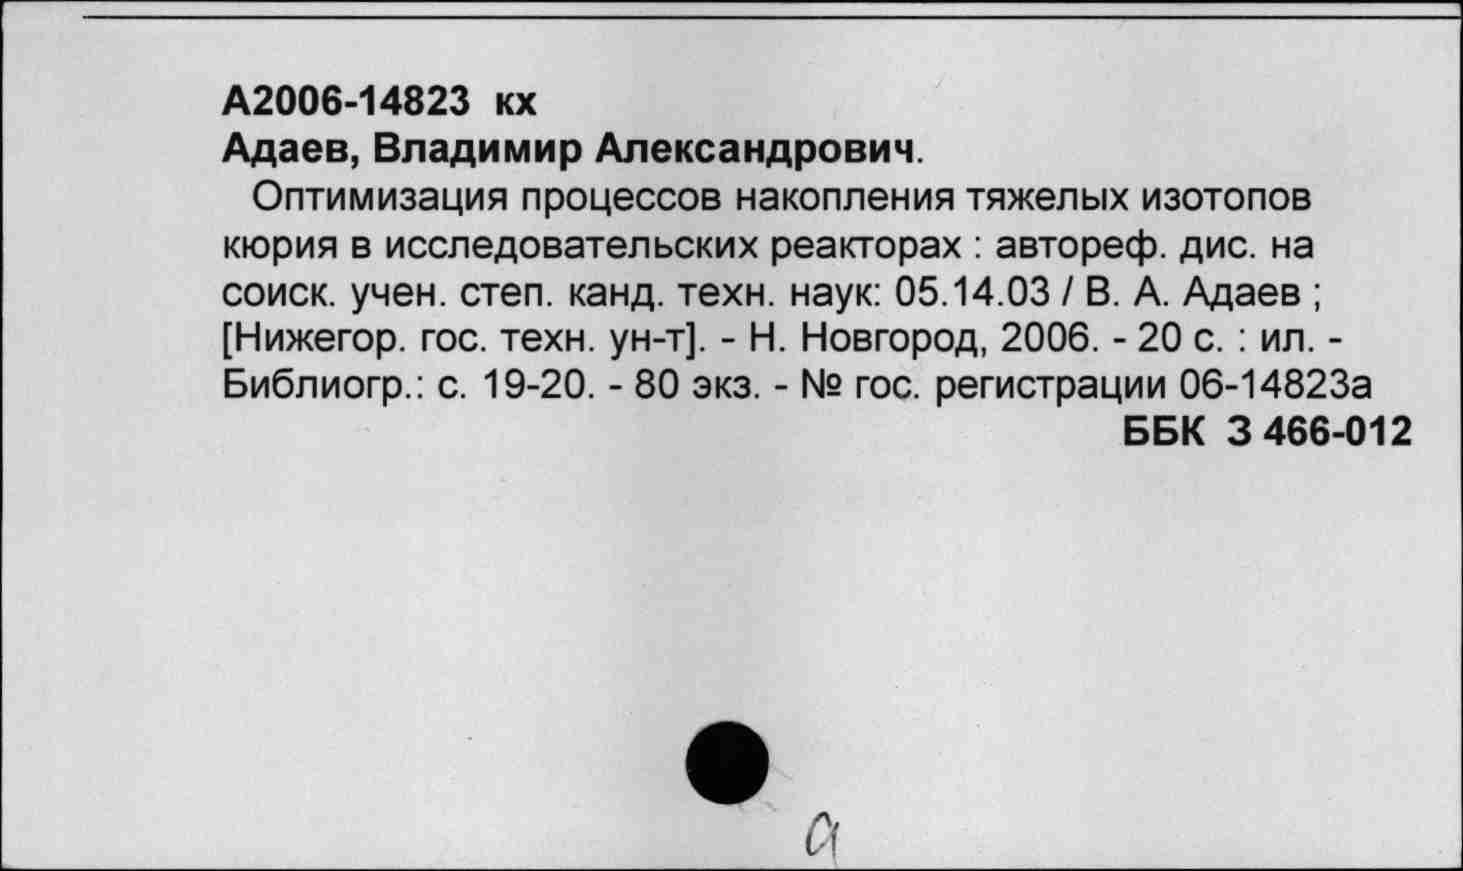 А2006-14823 кх
Адаев, Владимир Александрович.
Оптимизация процессов накопления тяжелых изотопов
кюрия в исследовательских реакторах : автореф. дис. на
соиск. учен. степ. канд. техн. наук: 05.14.03 / В. А. Адаев ;
[Нижегор. гос. техн. ун-т]. - Н. Новгород, 2006. - 20 с. : ил. -
Библиогр.: с. 19-20. - 80 экз. - № гос. регистрации 06-14823а
ББК З 466-012